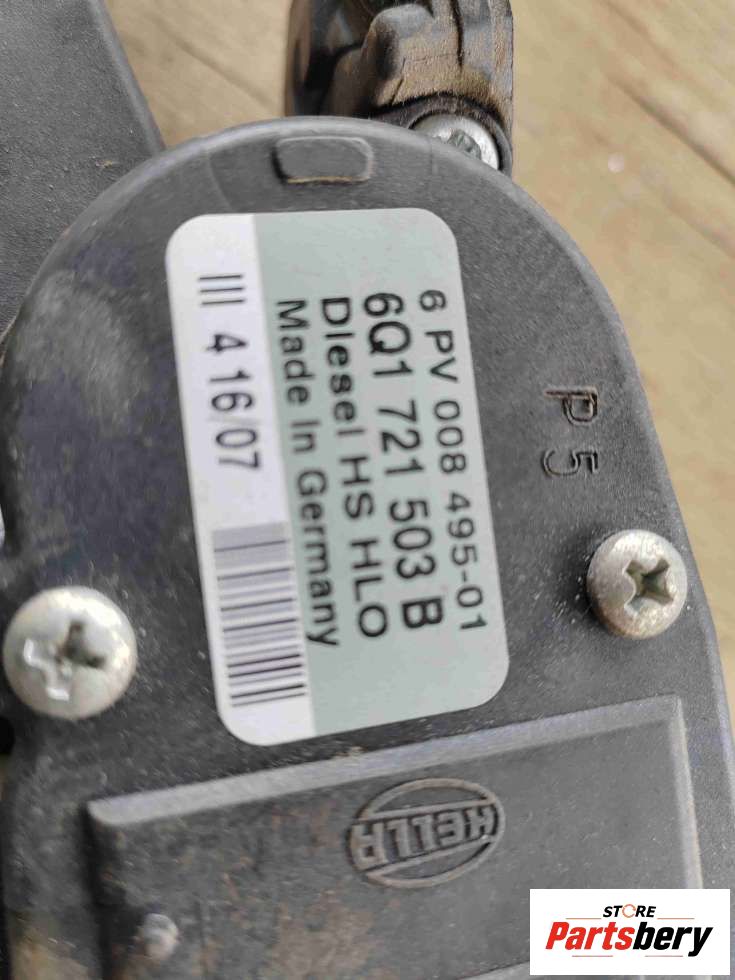 6 PV 008 495-01
6Q1 721 503 B
Diesel HS HLO
Made In Germany
III 4 16/07
P5
HELLA
STORE
Partsbery